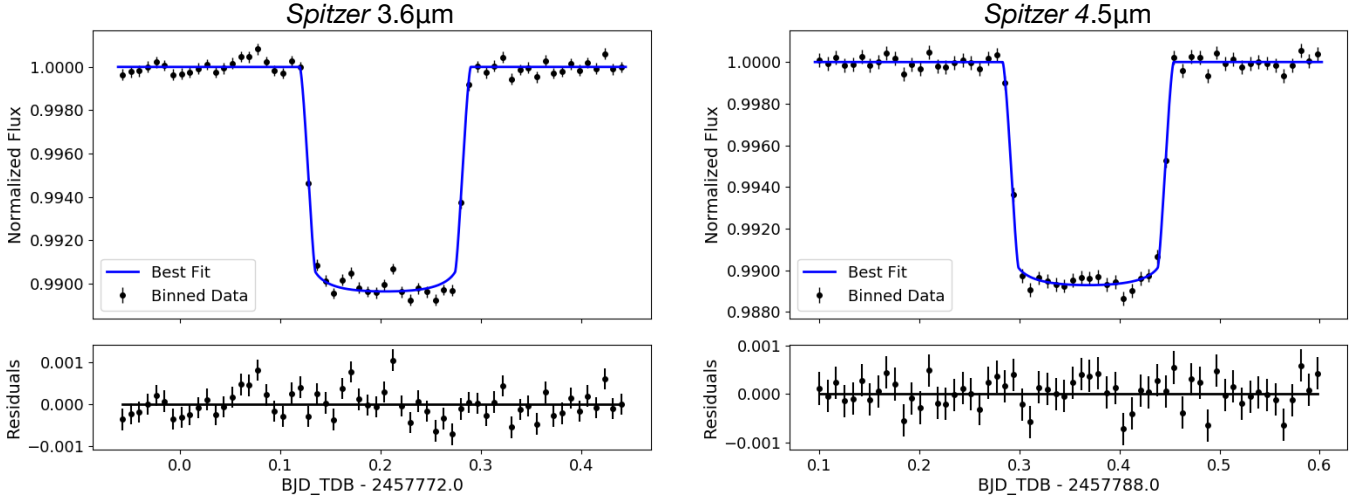 Spitzer 3.6μm
1.0000
0.9980
0.9960
0.9940
0.9920
0.9900
Normalized Flux
Best Fit
Binned Data
0.001
0.000
−0.001
Residuals
0.0
0.1
0.2
0.3
0.4
BJD_TDB - 2457772.0
Spitzer 4.5μm
1.0000
0.9980
0.9960
0.9940
0.9920
0.9900
0.9880
Normalized Flux
Best Fit
Binned Data
0.001
0.000
−0.001
Residuals
0.1
0.2
0.3
0.4
0.5
0.6
BJD_TDB - 2457788.0